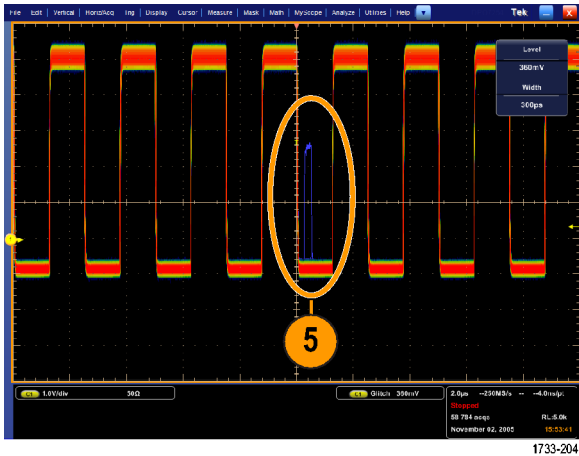 File Edit Vertical Horiz/Acq Trig Display Cursor Measure Mask Math MyScope Analyze Utilities Help Tek X
Level
360mV
Width
300ps
5
C1 1.0V/div 50Ω
C1 Glitch 360mV
2.0µs --250MS/s -- --4.0ns/pt
Stopped
58 784 acqs RL:5.0k
November 02, 2005 15:53:41
1733-204